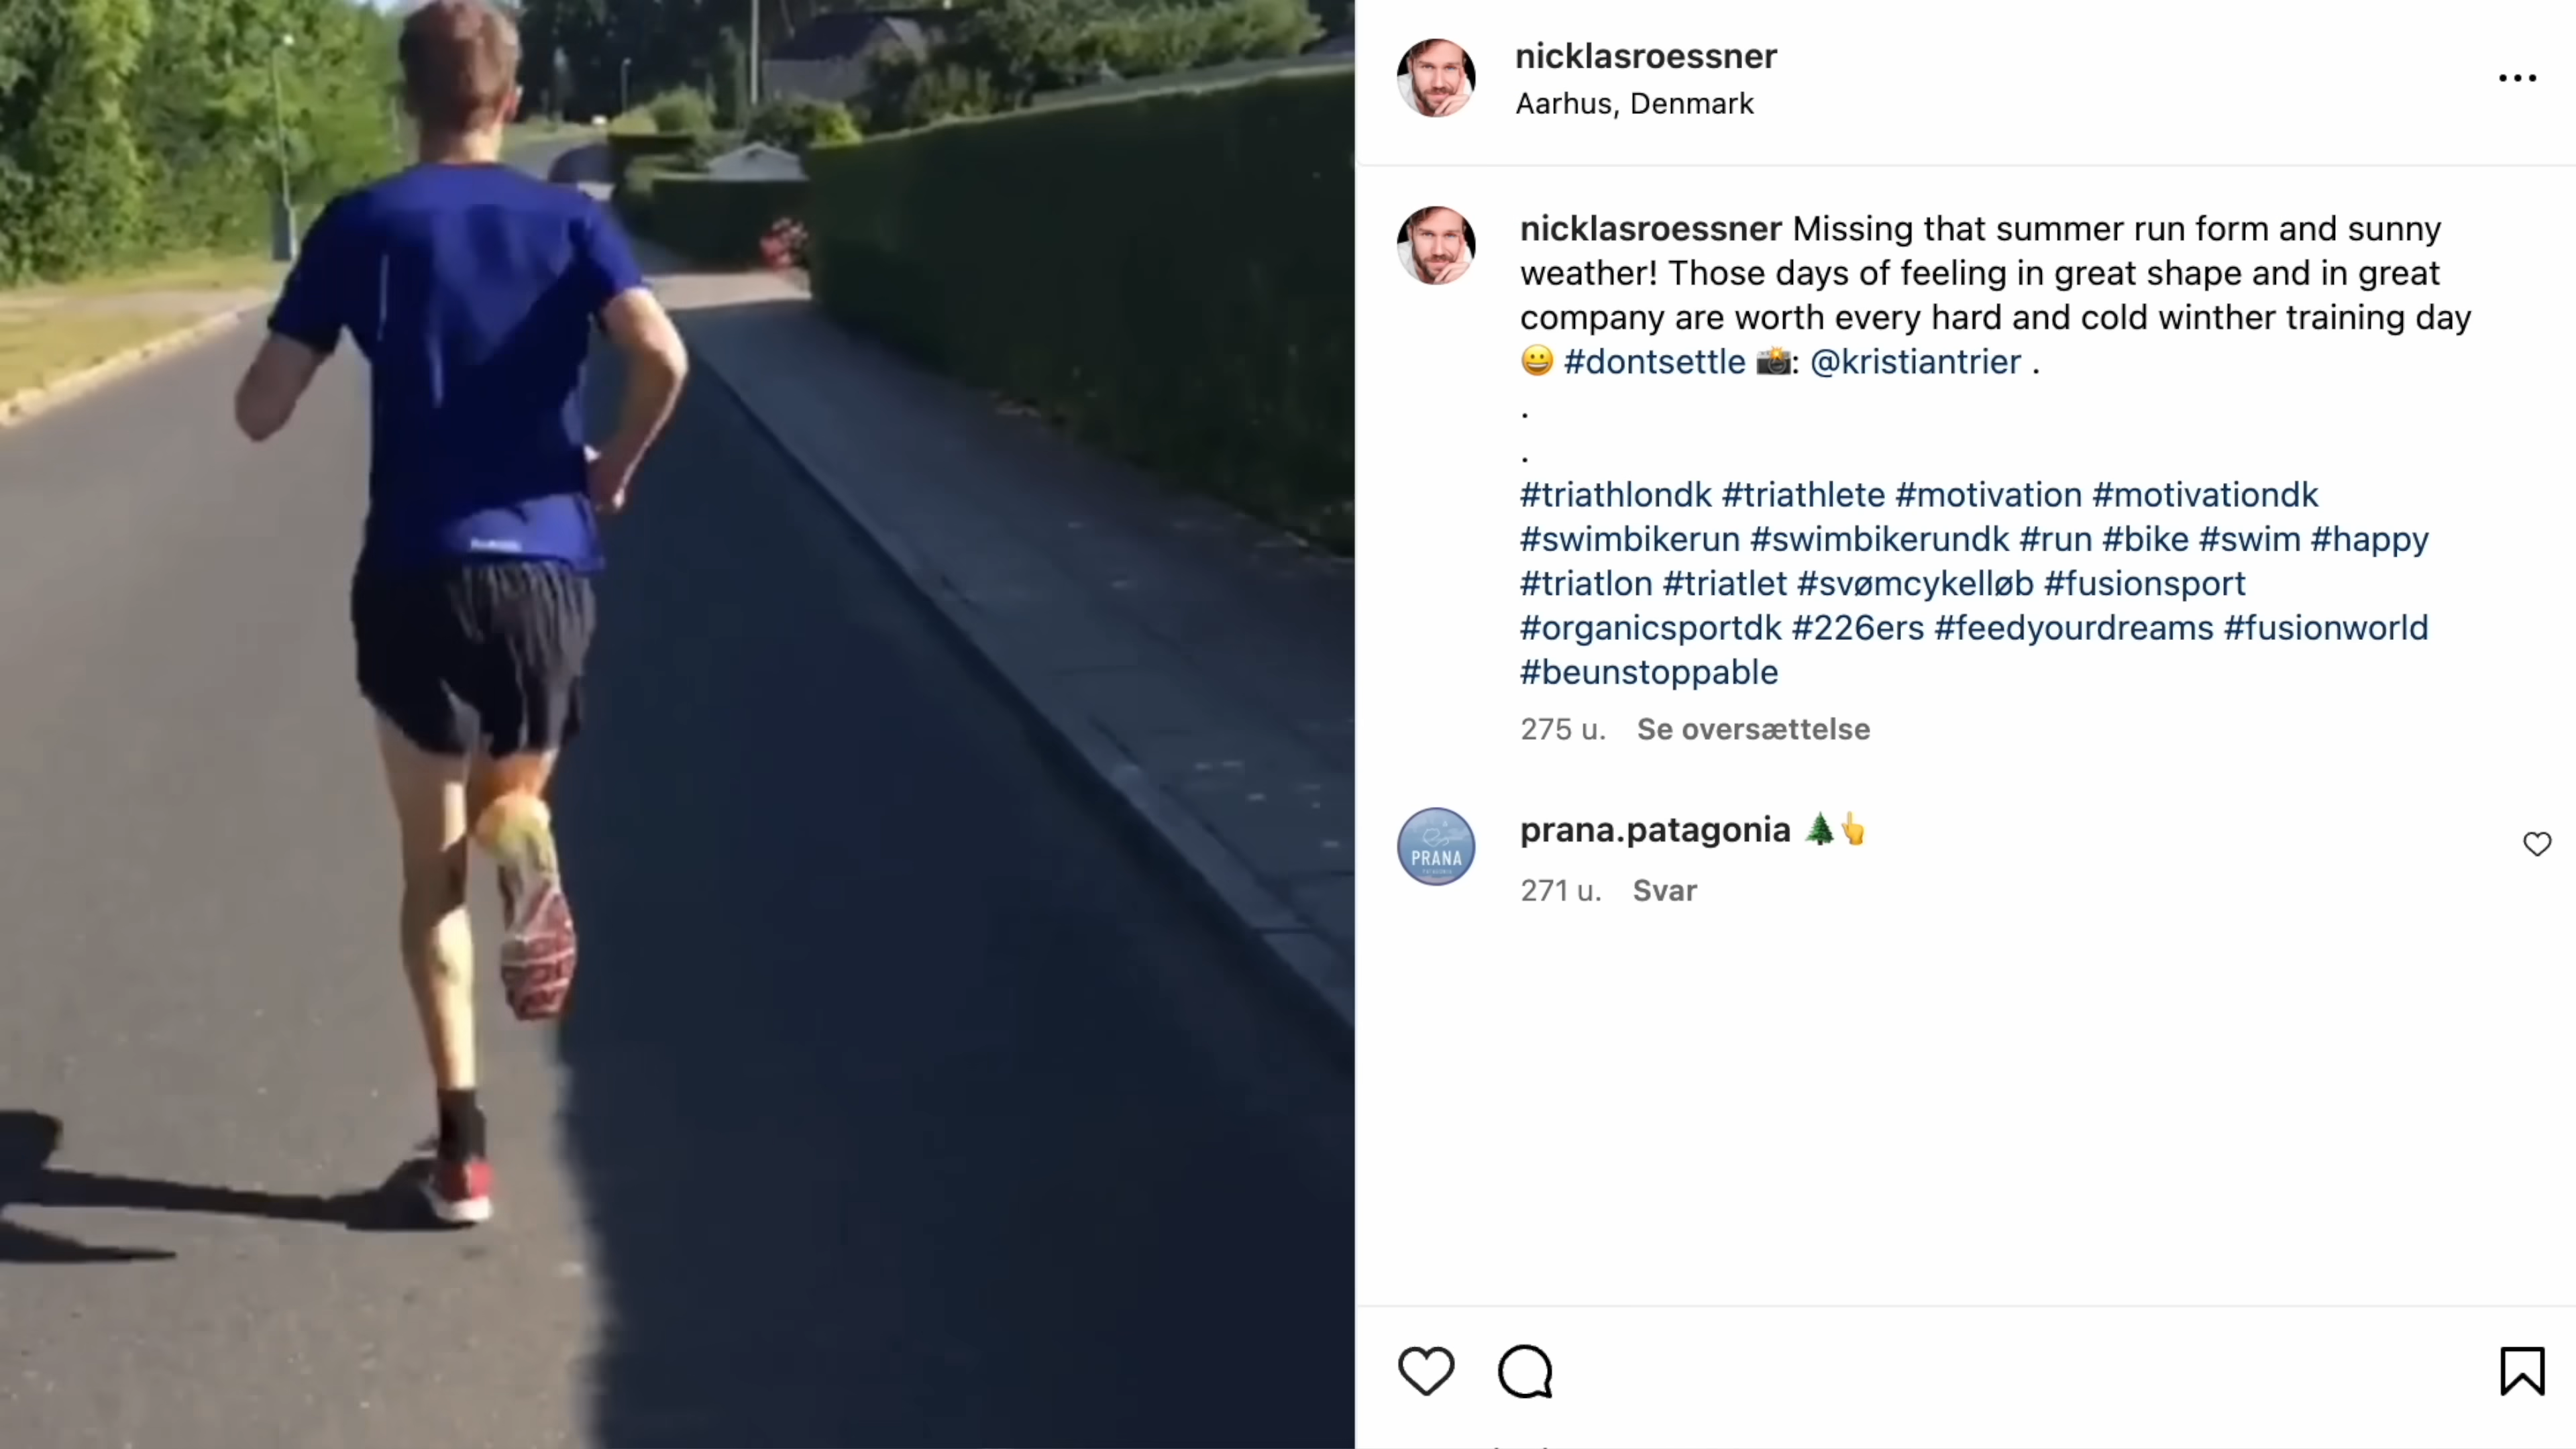 nicklasroessner
Aarhus, Denmark
nicklasroessner Missing that summer run form and sunny
weather! Those days of feeling in great shape and in great
company are worth every hard and cold winther training day
😀 #dontsettle 📸: @kristiantrier .
.
.
#triathlondk #triathlete #motivation #motivationdk
#swimbikerun #swimbikerundk #run #bike #swim #happy
#triatlon #triatlet #svømcykelløb #fusionsport
#organicsportdk #226ers #feedyourdreams #fusionworld
#beunstoppable
275 u. Se oversættelse
prana.patagonia 🌲👆
PRANA
PATAGONIA
271 u. Svar